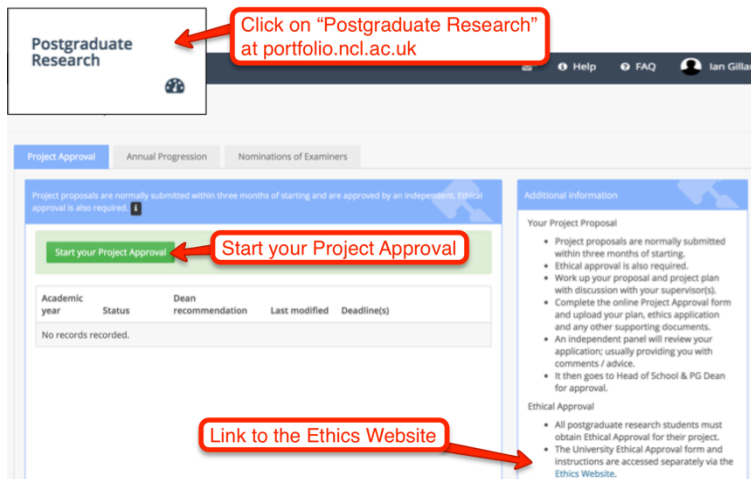 Postgraduate
Research
Click on “Postgraduate Research”
at portfolio.ncl.ac.uk
Help
FAQ
Ian Gillar
Project Approval
Annual Progression
Nominations of Examiners
Project proposals are normally submitted within three months of starting and are approved by an independent. Ethical
approval is also required.
Start your Project Approval
Start your Project Approval
Academic
year
Status
Dean
recommendation
Last modified
Deadline(s)
No records recorded.
Additional information
Your Project Proposal
Project proposals are normally submitted
within three months of starting.
Ethical approval is also required.
Work up your proposal and project plan
with discussion with your supervisor(s).
Complete the online Project Approval form
and upload your plan, ethics application
and any other supporting documents.
An independent panel will review your
application; usually providing you with
comments / advice.
It then goes to Head of School & PG Dean
for approval.
Ethical Approval
Link to the Ethics Website
All postgraduate research students must
obtain Ethical Approval for their project.
The University Ethical Approval form and
instructions are accessed separately via the
Ethics Website.